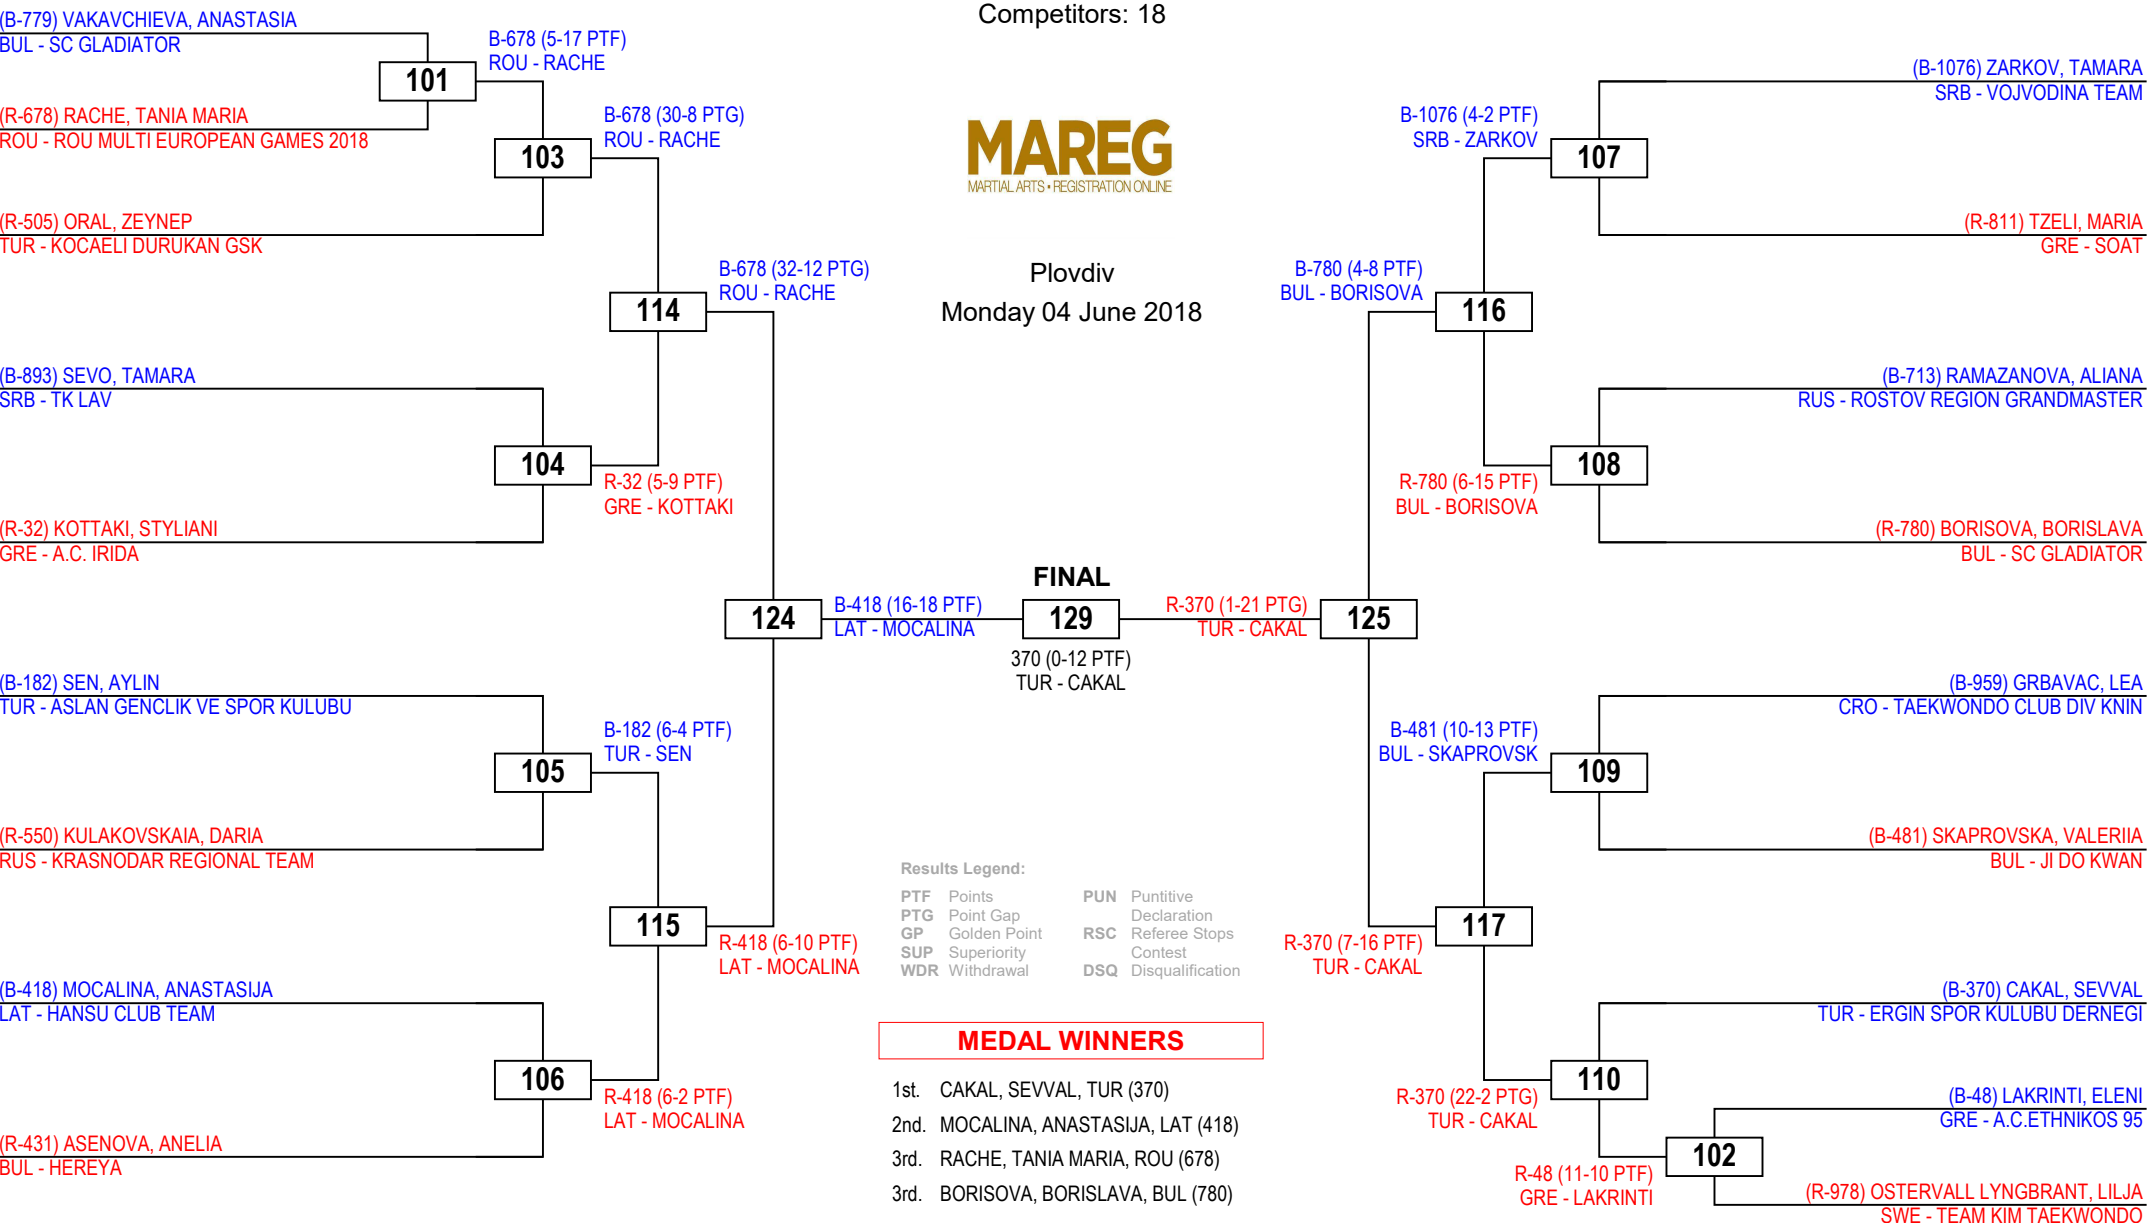 Competitors: 18
MAREG
MARTIAL ARTS • REGISTRATION ONLINE
Plovdiv
Monday 04 June 2018
(B-779) VAKAVCHIEVA, ANASTASIA
BUL - SC GLADIATOR
101
(R-678) RACHE, TANIA MARIA
ROU - ROU MULTI EUROPEAN GAMES 2018
B-678 (5-17 PTF)
ROU - RACHE
103
(R-505) ORAL, ZEYNEP
TUR - KOCAELI DURUKAN GSK
B-678 (30-8 PTG)
ROU - RACHE
114
B-678 (32-12 PTG)
ROU - RACHE
(B-893) SEVO, TAMARA
SRB - TK LAV
104
(R-32) KOTTAKI, STYLIANI
GRE - A.C. IRIDA
R-32 (5-9 PTF)
GRE - KOTTAKI
124
B-418 (16-18 PTF)
LAT - MOCALINA
(B-182) SEN, AYLIN
TUR - ASLAN GENCLIK VE SPOR KULUBU
105
(R-550) KULAKOVSKAIA, DARIA
RUS - KRASNODAR REGIONAL TEAM
B-182 (6-4 PTF)
TUR - SEN
115
R-418 (6-10 PTF)
LAT - MOCALINA
(B-418) MOCALINA, ANASTASIJA
LAT - HANSU CLUB TEAM
106
(R-431) ASENOVA, ANELIA
BUL - HEREYA
R-418 (6-2 PTF)
LAT - MOCALINA
FINAL
129
370 (0-12 PTF)
TUR - CAKAL
(B-1076) ZARKOV, TAMARA
SRB - VOJVODINA TEAM
B-1076 (4-2 PTF)
SRB - ZARKOV
107
(R-811) TZELI, MARIA
GRE - SOAT
B-780 (4-8 PTF)
BUL - BORISOVA
116
(B-713) RAMAZANOVA, ALIANA
RUS - ROSTOV REGION GRANDMASTER
108
R-780 (6-15 PTF)
BUL - BORISOVA
(R-780) BORISOVA, BORISLAVA
BUL - SC GLADIATOR
R-370 (1-21 PTG)
TUR - CAKAL
125
(B-959) GRBAVAC, LEA
CRO - TAEKWONDO CLUB DIV KNIN
B-481 (10-13 PTF)
BUL - SKAPROVSK
109
(B-481) SKAPROVSKA, VALERIIA
BUL - JI DO KWAN
117
R-370 (7-16 PTF)
TUR - CAKAL
(B-370) CAKAL, SEVVAL
TUR - ERGIN SPOR KULUBU DERNEGI
110
R-370 (22-2 PTG)
TUR - CAKAL
(B-48) LAKRINTI, ELENI
GRE - A.C.ETHNIKOS 95
102
R-48 (11-10 PTF)
GRE - LAKRINTI
(R-978) OSTERVALL LYNGBRANT, LILJA
SWE - TEAM KIM TAEKWONDO
Results Legend:
PTF Points
PTG Point Gap
GP Golden Point
SUP Superiority
WDR Withdrawal
PUN Puntitive
Declaration
RSC Referee Stops
Contest
DSQ Disqualification
MEDAL WINNERS
1st. CAKAL, SEVVAL, TUR (370)
2nd. MOCALINA, ANASTASIJA, LAT (418)
3rd. RACHE, TANIA MARIA, ROU (678)
3rd. BORISOVA, BORISLAVA, BUL (780)